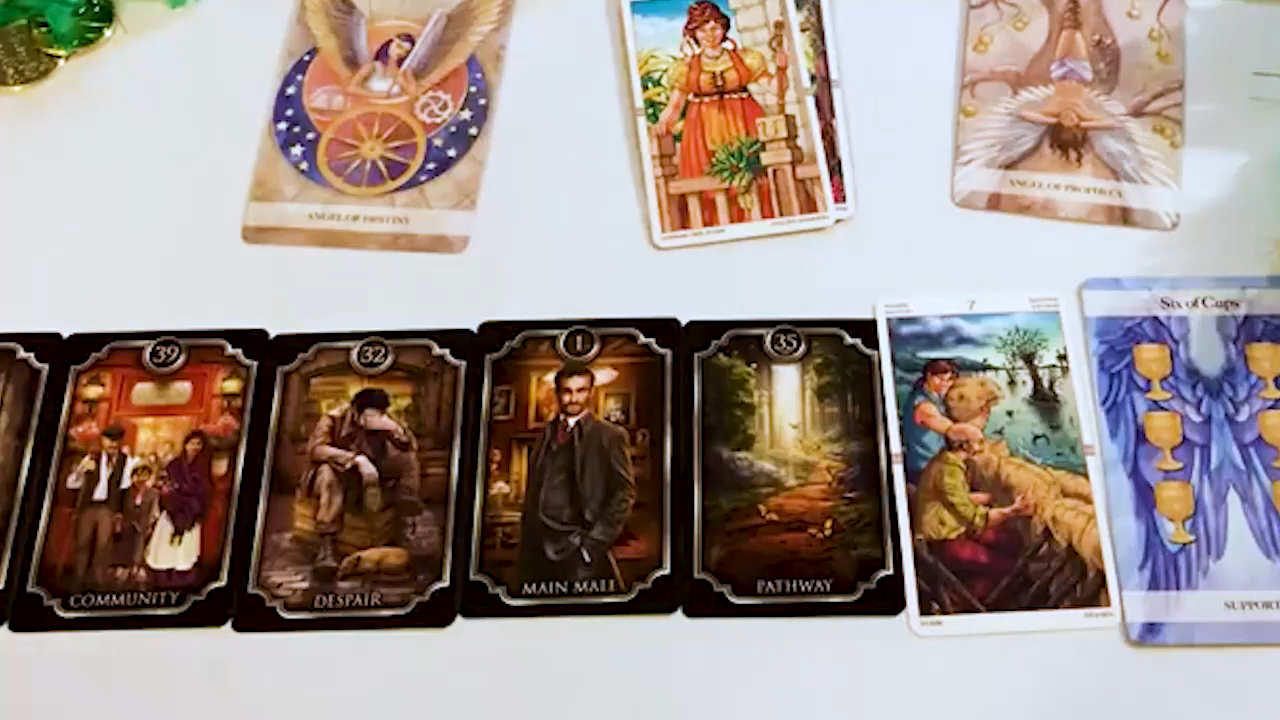 ANGEL OF DESTINY
ANGEL OF PROPHECY
39
COMMUNITY
32
DESPAIR
1
MAIN MALE
35
PATHWAY
7
Six of Cups
SUPPORT